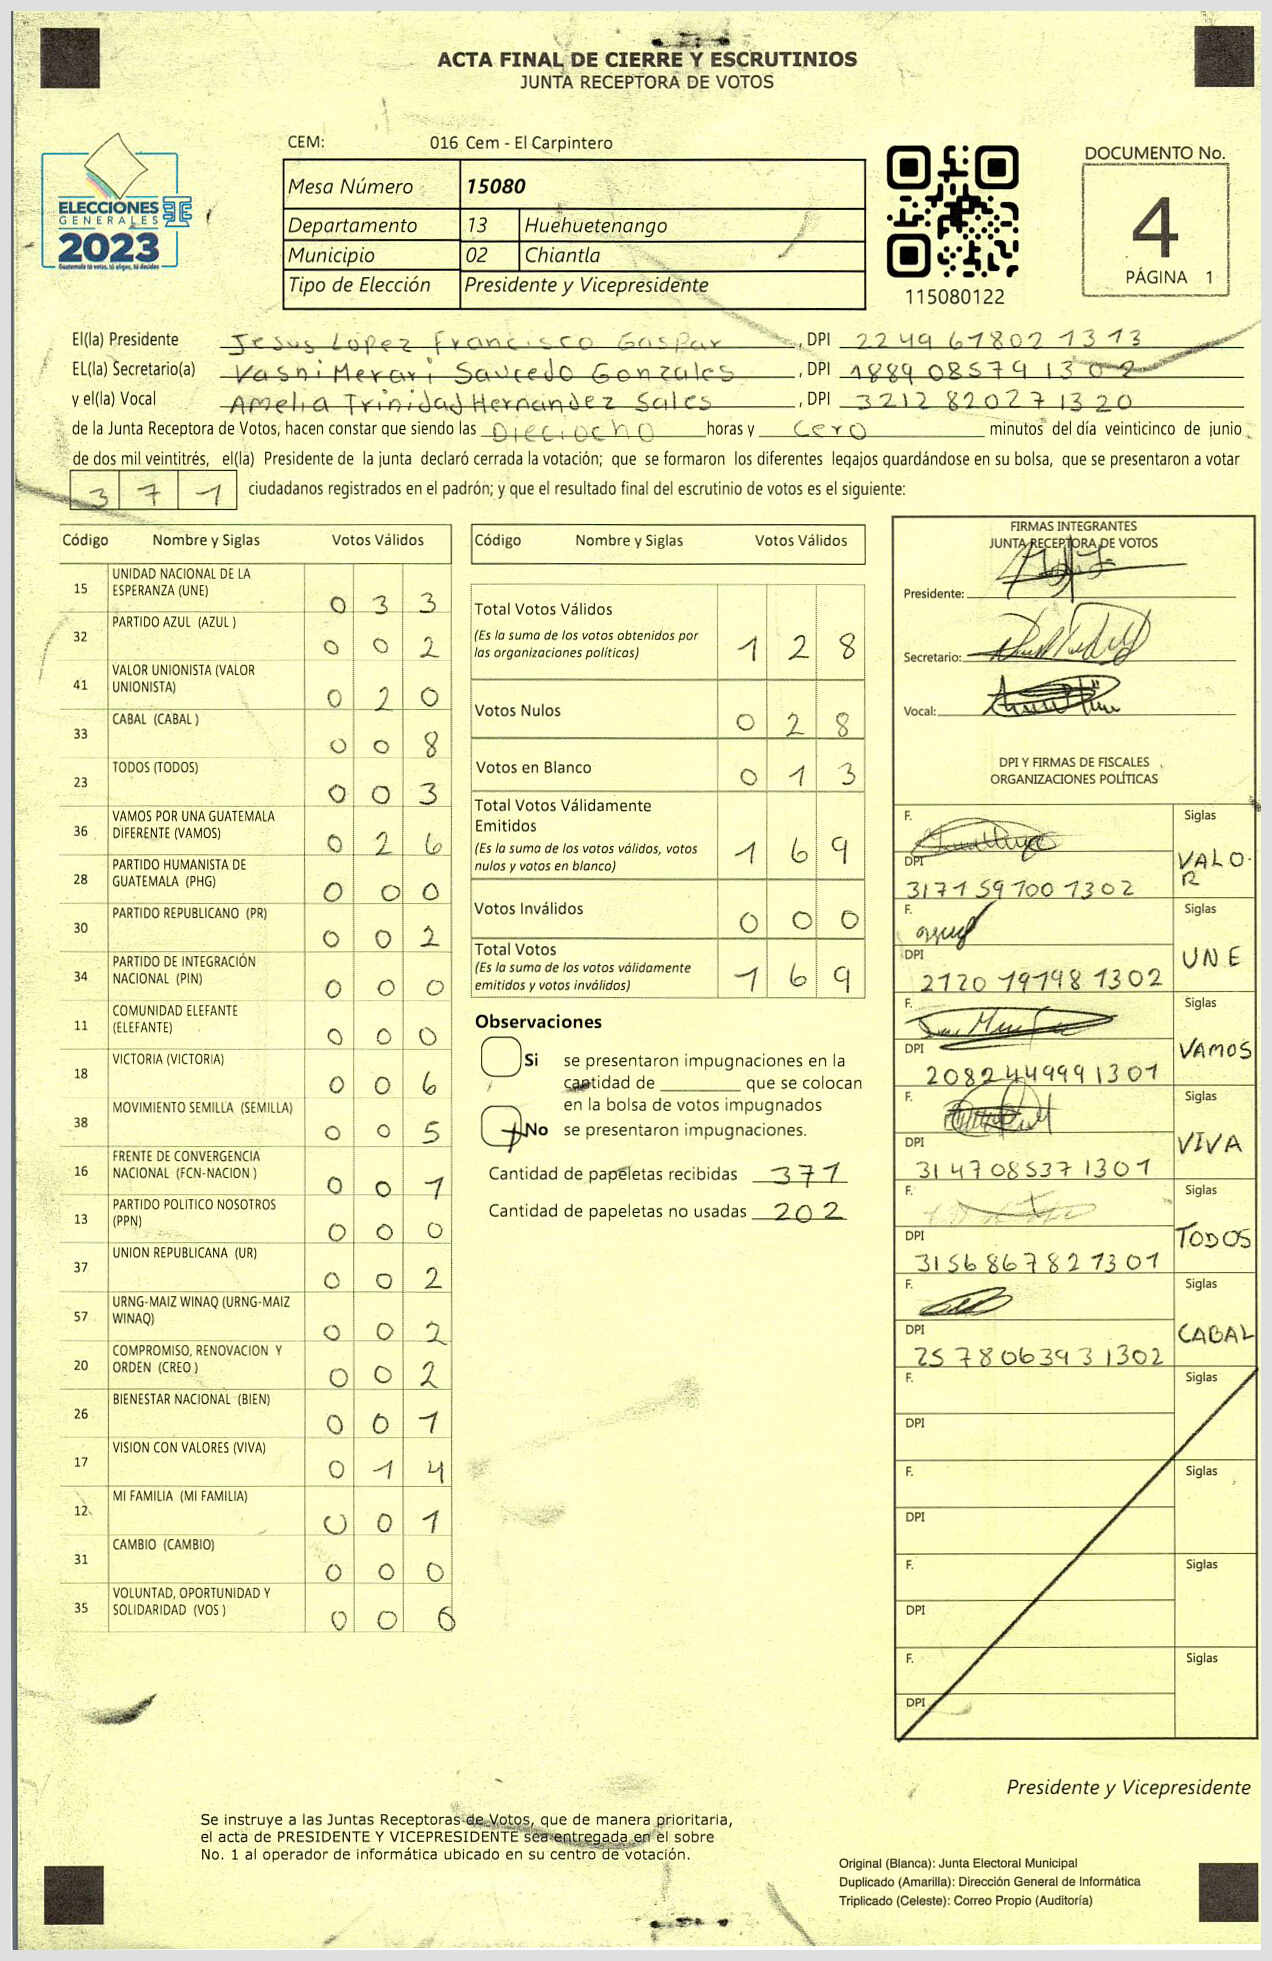 ACTA FINAL DE CIERRE Y ESCRUTINIOS
JUNTA RECEPTORA DE VOTOS
CEM: 016 Cem - El Carpintero
Mesa Número 15080
Departamento 13 Huehuetenango
Municipio 02 Chiantla
Tipo de Elección Presidente y Vicepresidente
ELECCIONES
GENERALES
2023
Guatemala tú votas, tú eliges, tú decides
115080122
DOCUMENTO No.
4
PÁGINA 1
El(la) Presidente Jesus Lopez Francisco Gaspar, DPI 2249 61802 1313
EL(la) Secretario(a) Vasni Merari Saucedo Gonzales, DPI 1889 08579 1302
y el(la) Vocal Amelia Trinidad Hernandez Sales, DPI 3212 82027 1320
de la Junta Receptora de Votos, hacen constar que siendo las Dieciocho horas y cero minutos del día veinticinco de junio
de dos mil veintitrés, el(la) Presidente de la junta declaró cerrada la votación; que se formaron los diferentes legajos quardándose en su bolsa, que se presentaron a votar
3 7 1 ciudadanos registrados en el padrón; y que el resultado final del escrutinio de votos es el siguiente:
Código Nombre y Siglas Votos Válidos
15 UNIDAD NACIONAL DE LA ESPERANZA (UNE) 0 3 3
32 PARTIDO AZUL (AZUL ) 0 0 2
41 VALOR UNIONISTA (VALOR UNIONISTA) 0 2 0
33 CABAL (CABAL ) 0 0 8
23 TODOS (TODOS) 0 0 3
36 VAMOS POR UNA GUATEMALA DIFERENTE (VAMOS) 0 2 6
28 PARTIDO HUMANISTA DE GUATEMALA (PHG) 0 0 0
30 PARTIDO REPUBLICANO (PR) 0 0 2
34 PARTIDO DE INTEGRACIÓN NACIONAL (PIN) 0 0 0
11 COMUNIDAD ELEFANTE (ELEFANTE) 0 0 0
18 VICTORIA (VICTORIA) 0 0 6
38 MOVIMIENTO SEMILLA (SEMILLA) 0 0 5
16 FRENTE DE CONVERGENCIA NACIONAL (FCN-NACION ) 0 0 1
13 PARTIDO POLITICO NOSOTROS (PPN) 0 0 0
37 UNION REPUBLICANA (UR) 0 0 2
57 URNG-MAIZ WINAQ (URNG-MAIZ WINAQ) 0 0 2
20 COMPROMISO, RENOVACION Y ORDEN (CREO ) 0 0 2
26 BIENESTAR NACIONAL (BIEN) 0 0 1
17 VISION CON VALORES (VIVA) 0 1 4
12 MI FAMILIA (MI FAMILIA) 0 0 1
31 CAMBIO (CAMBIO) 0 0 0
35 VOLUNTAD, OPORTUNIDAD Y SOLIDARIDAD (VOS ) 0 0 6
Código Nombre y Siglas Votos Válidos
Total Votos Válidos 1 2 8
(Es la suma de los votos obtenidos por
las organizaciones políticas)
Votos Nulos 0 2 8
Votos en Blanco 0 1 3
Total Votos Válidamente
Emitidos 1 6 9
(Es la suma de los votos válidos, votos
nulos y votos en blanco)
Votos Inválidos 0 0 0
Total Votos 1 6 9
(Es la suma de los votos válidamente
emitidos y votos inválidos)
Observaciones
Si se presentaron impugnaciones en la
cantidad de ________ que se colocan
en la bolsa de votos impugnados
No se presentaron impugnaciones.
Cantidad de papeletas recibidas 371
Cantidad de papeletas no usadas 202
FIRMAS INTEGRANTES
JUNTA RECEPTORA DE VOTOS
Presidente:
Secretario:
Vocal:
DPI Y FIRMAS DE FISCALES
ORGANIZACIONES POLÍTICAS
F. Siglas
DPI VALOR
3171 59700 1302
F. Siglas
DPI UNE
2120 19198 1302
F. Siglas
DPI VAMOS
2082 44999 1301
F. Siglas
DPI VIVA
3147 08537 1301
F. Siglas
DPI TODOS
3156 86782 1301
F. Siglas
DPI CABAL
2578 06393 1302
F. Siglas
DPI
F. Siglas
DPI
F. Siglas
DPI
F. Siglas
DPI
Presidente y Vicepresidente
Se instruye a las Juntas Receptoras de Votos, que de manera prioritaria,
el acta de PRESIDENTE Y VICEPRESIDENTE sea entregada en el sobre
No. 1 al operador de informática ubicado en su centro de votación.
Original (Blanca): Junta Electoral Municipal
Duplicado (Amarilla): Dirección General de Informática
Triplicado (Celeste): Correo Propio (Auditoría)